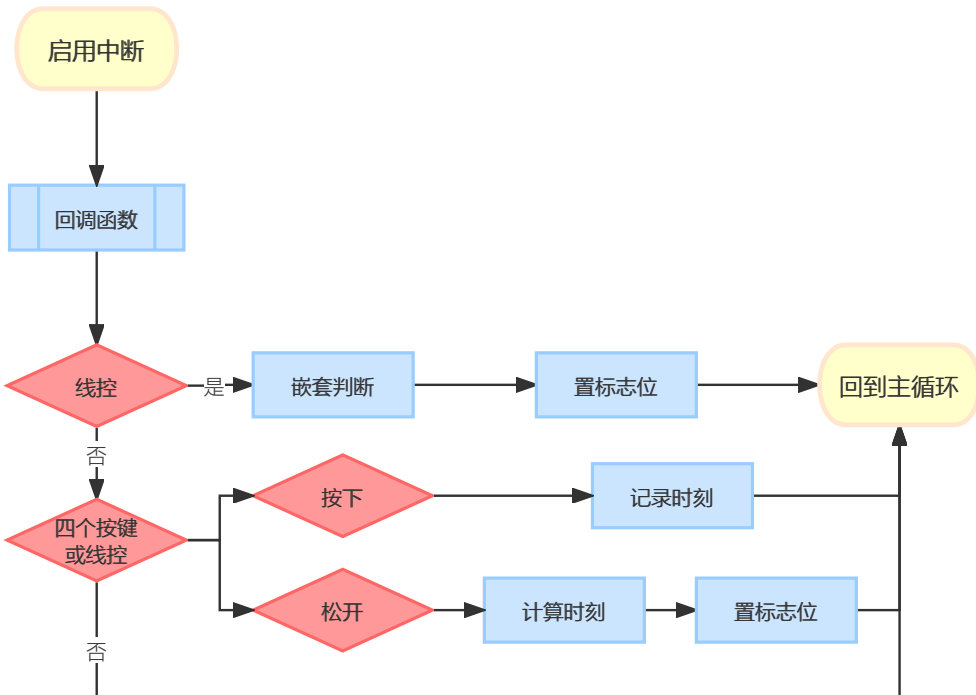 启用中断
回调函数
线控
是
嵌套判断
置标志位
回到主循环
否
四个按键
或线控
按下
记录时刻
松开
计算时刻
置标志位
否